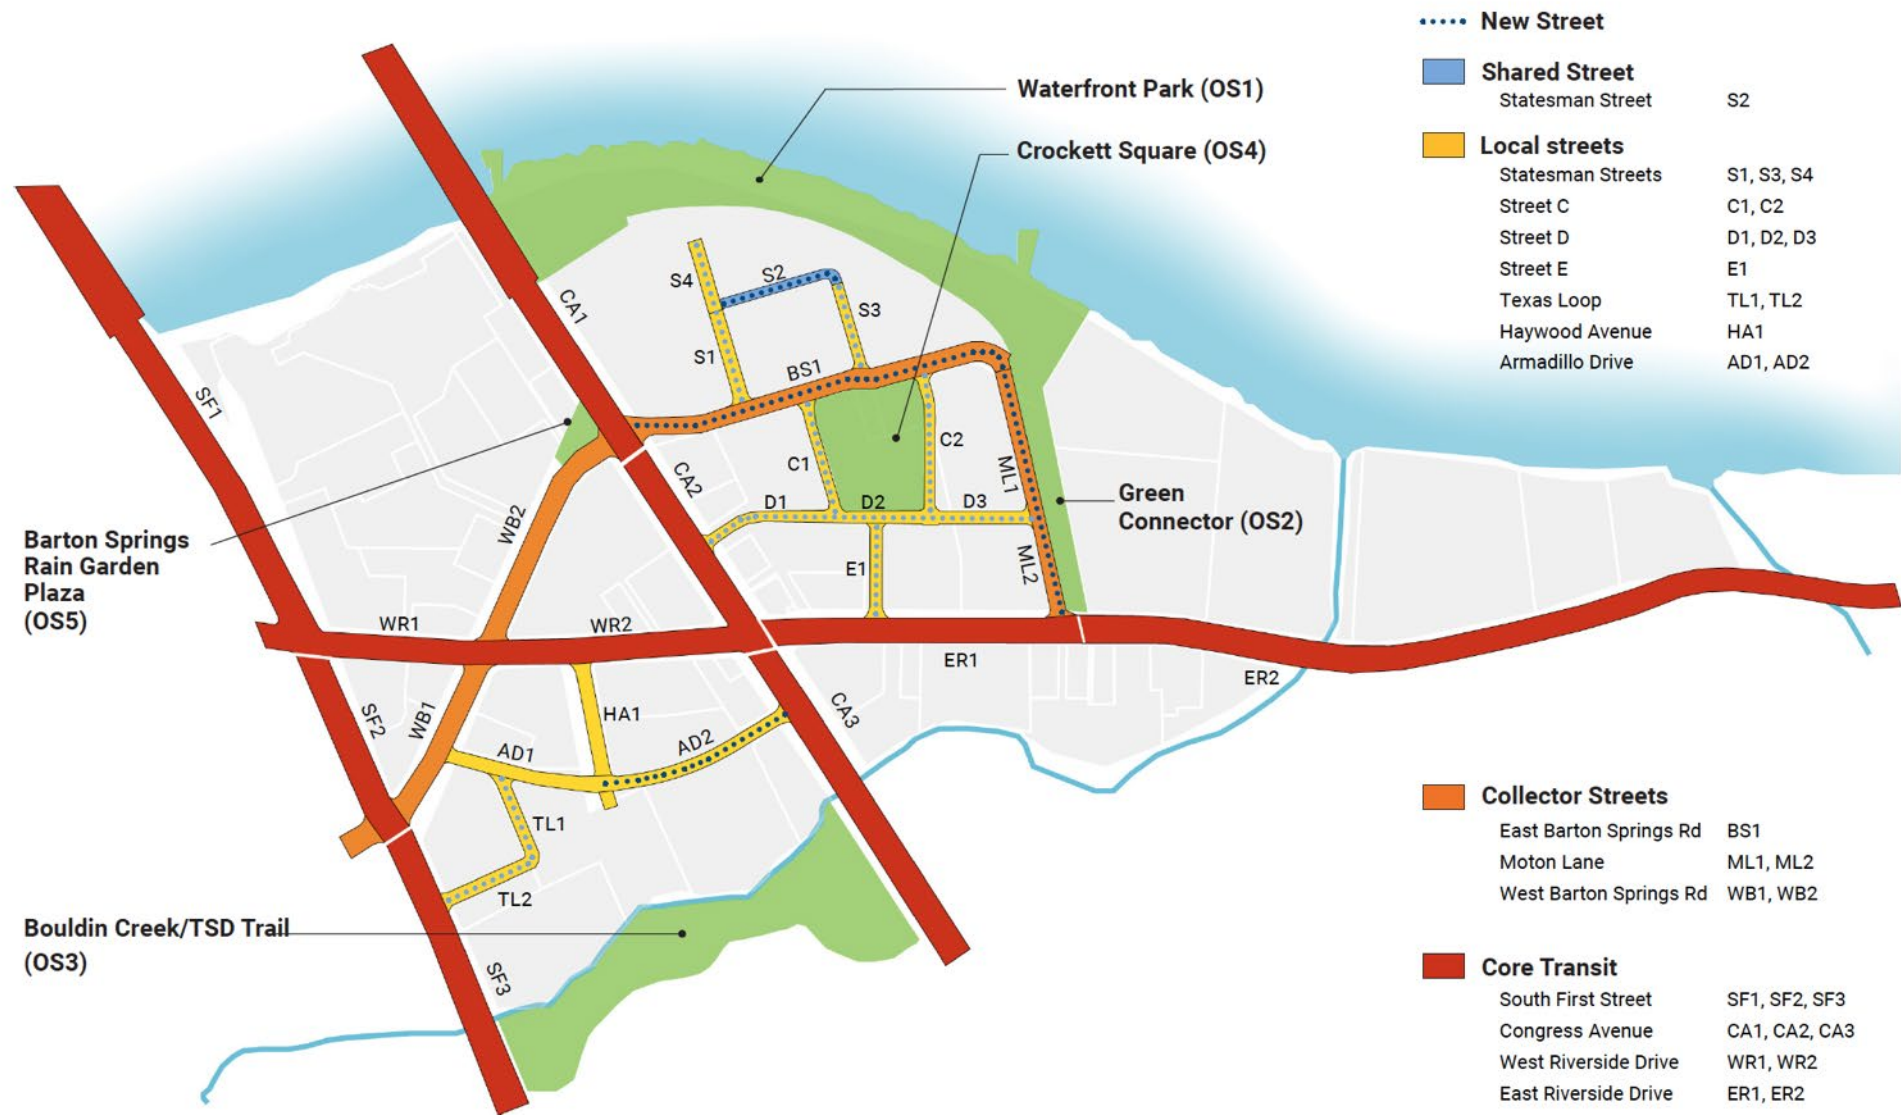 New Street
Shared Street
Statesman Street S2
Local streets
Statesman Streets S1, S3, S4
Street C C1, C2
Street D D1, D2, D3
Street E E1
Texas Loop TL1, TL2
Haywood Avenue HA1
Armadillo Drive AD1, AD2
Waterfront Park (OS1)
Crockett Square (OS4)
S4
S2
CA1
S3
S1
BS1
SF1
C2
C1
CA2
ML1
D1
D2
D3
Green
Connector (OS2)
WB2
Barton Springs
Rain Garden
Plaza
(OS5)
E1
ML2
WR1
WR2
ER1
ER2
SF2
WB1
HA1
CA3
AD1
AD2
TL1
TL2
Bouldin Creek/TSD Trail
(OS3)
SF3
Collector Streets
East Barton Springs Rd BS1
Moton Lane ML1, ML2
West Barton Springs Rd WB1, WB2
Core Transit
South First Street SF1, SF2, SF3
Congress Avenue CA1, CA2, CA3
West Riverside Drive WR1, WR2
East Riverside Drive ER1, ER2